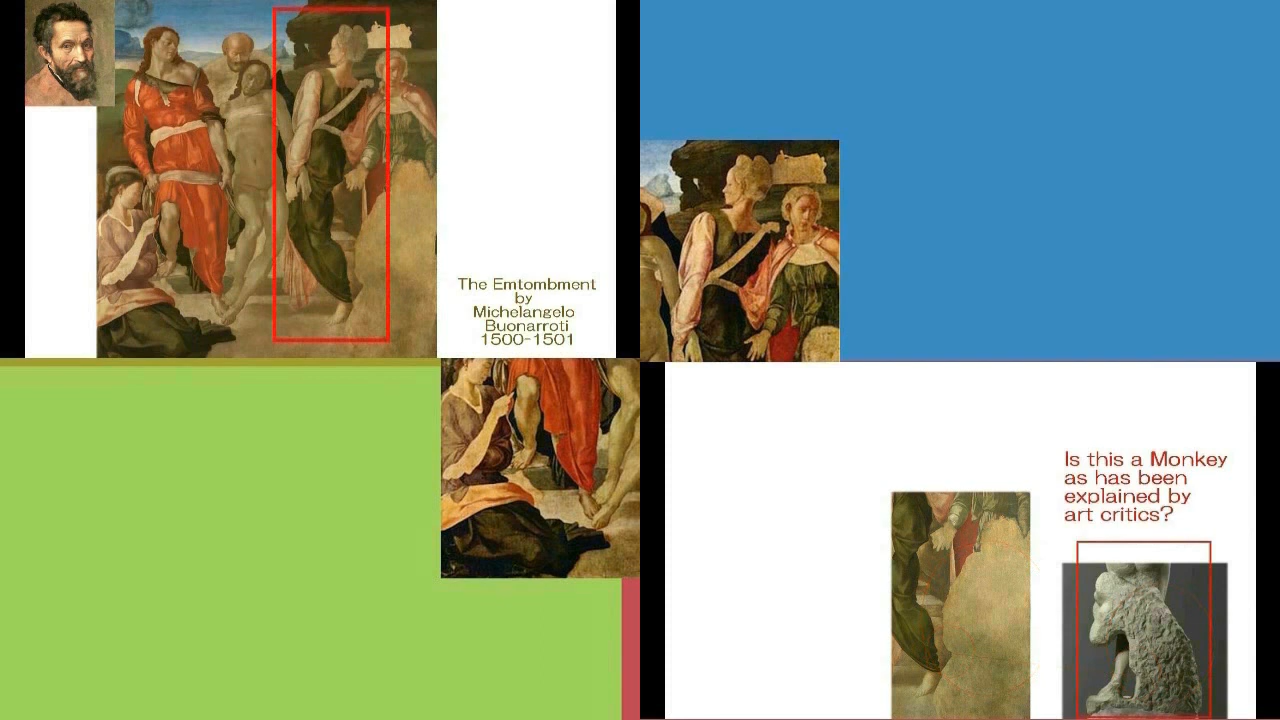 The Emtombment
by
Michelangelo
Buonarroti
1500-1501
Is this a Monkey
as has been
explained by
art critics?